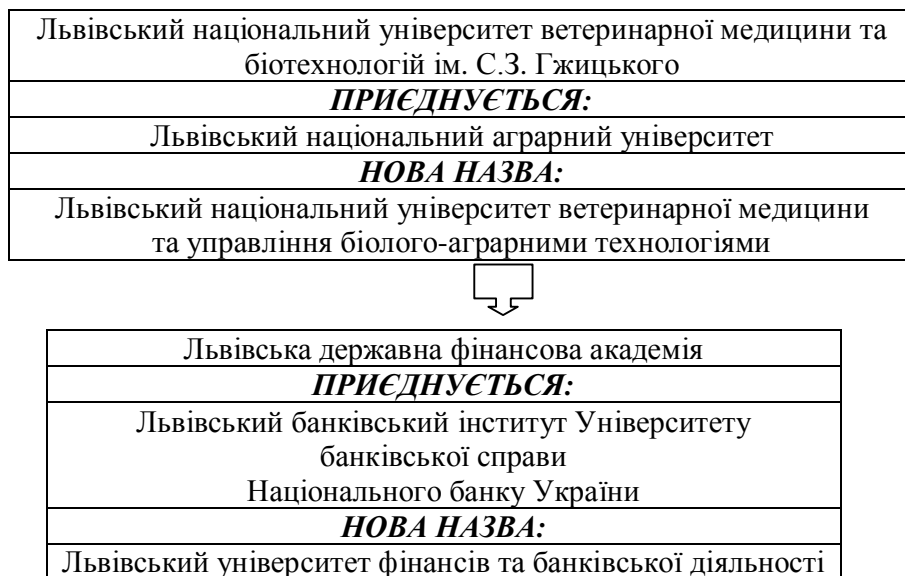 Львівський національний університет ветеринарної медицини та
біотехнологій ім. С.З. Гжицького
ПРИЄДНУЄТЬСЯ:
Львівський національний аграрний університет
НОВА НАЗВА:
Львівський національний університет ветеринарної медицини
та управління біолого-аграрними технологіями
Львівська державна фінансова академія
ПРИЄДНУЄТЬСЯ:
Львівський банківський інститут Університету
банківської справи
Національного банку України
НОВА НАЗВА:
Львівський університет фінансів та банківської діяльності